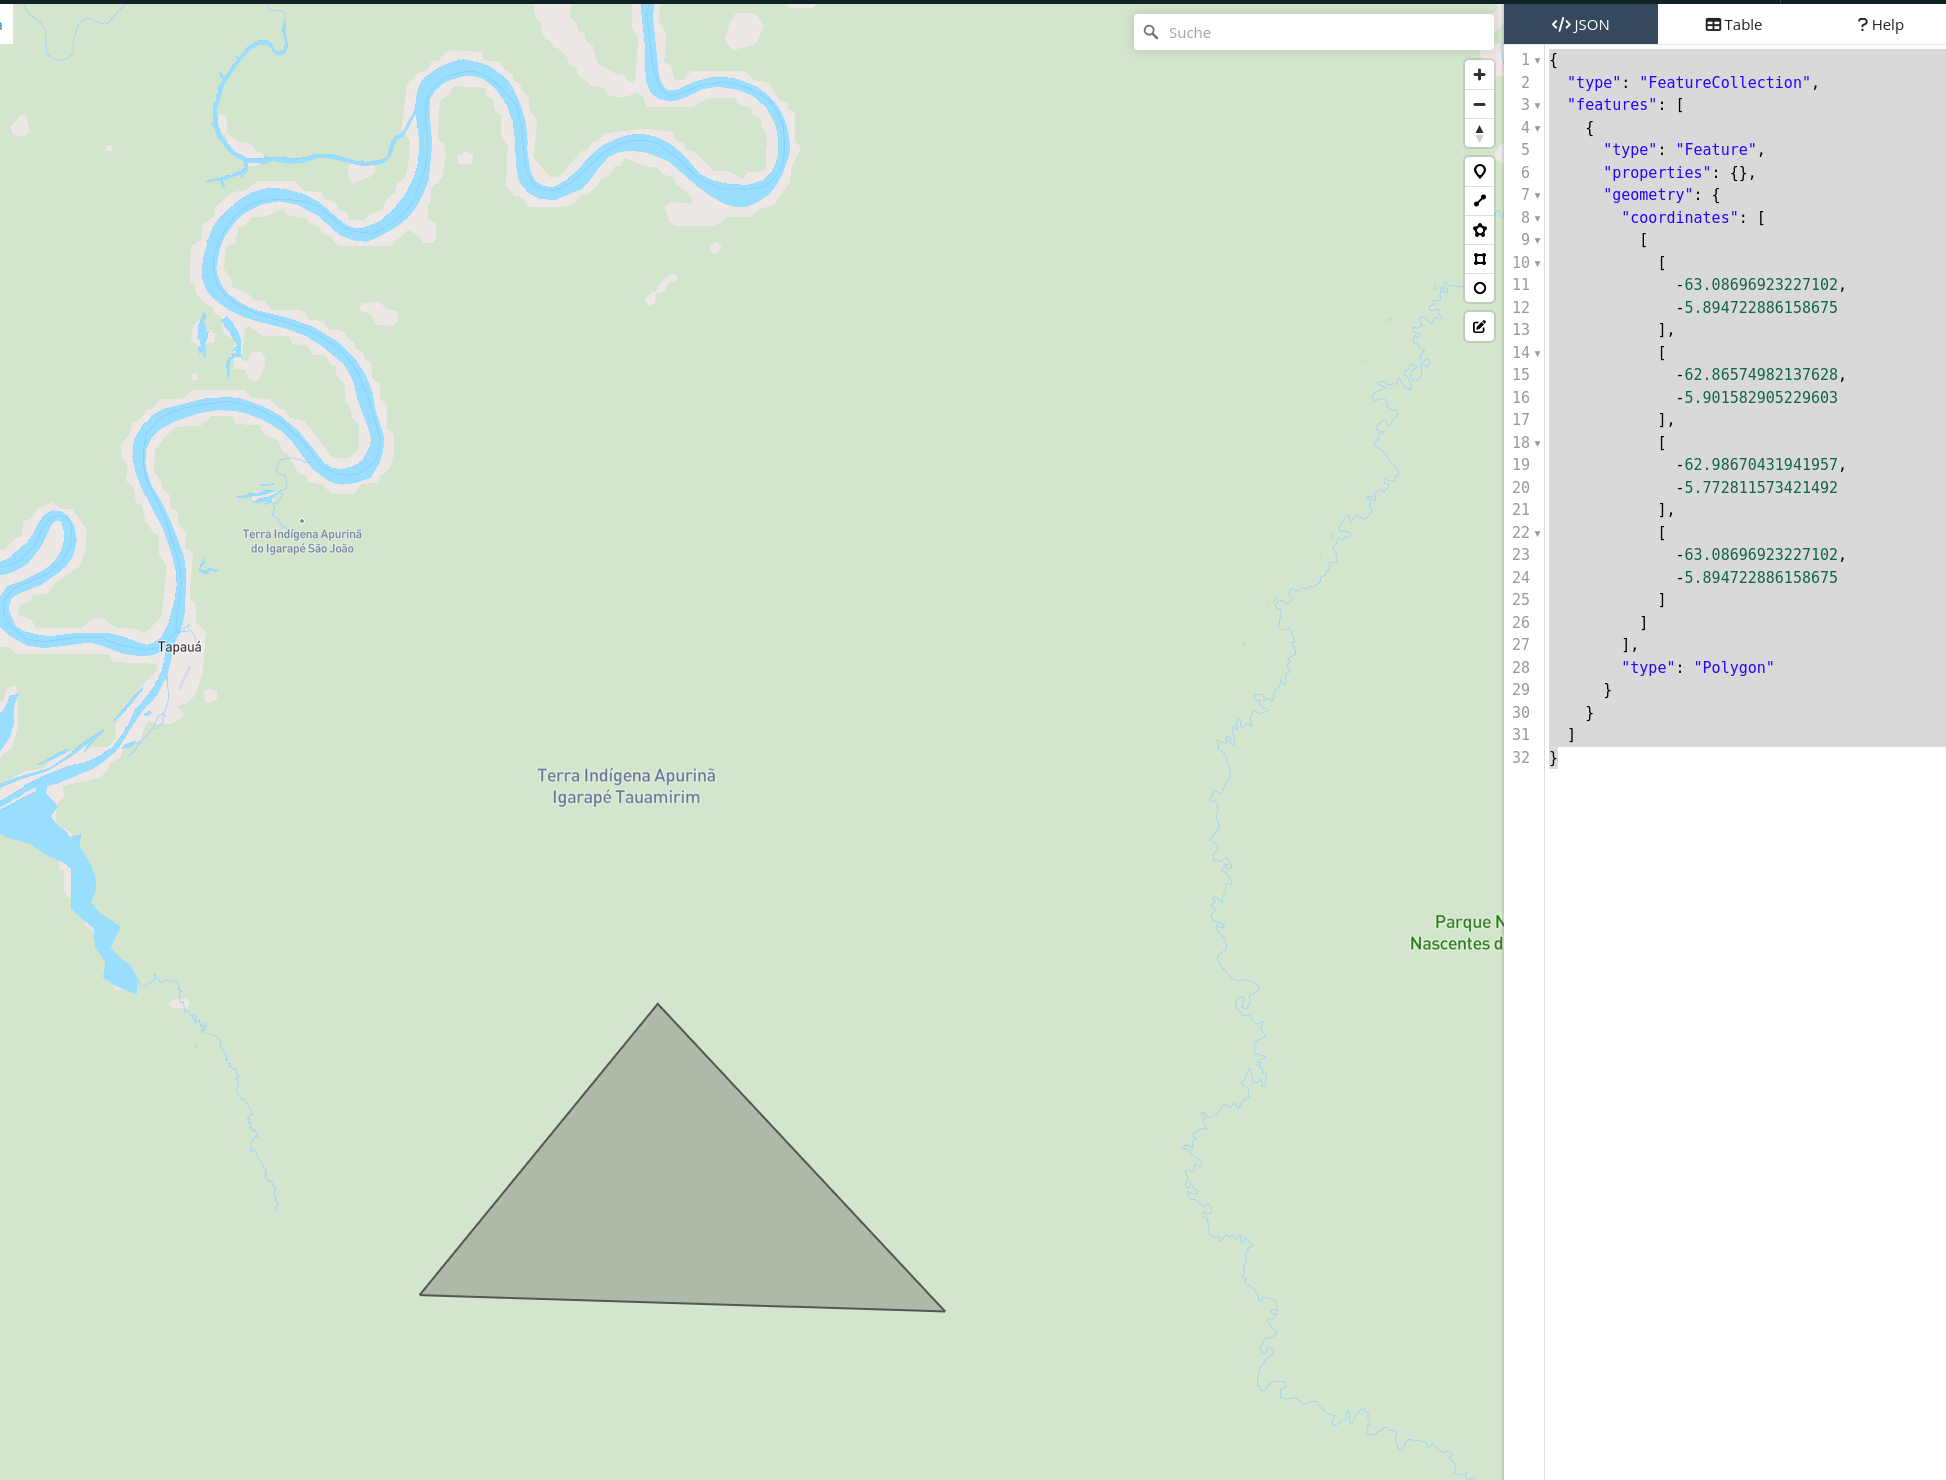 Suche
JSON
Table
? Help
Terra Indígena Apurinã
do Igarapé São João
Tapauá
Terra Indígena Apurinã
Igarapé Tauamirim
Parque N
Nascentes d
1 {
2 "type": "FeatureCollection",
3 "features": [
4 {
5 "type": "Feature",
6 "properties": {},
7 "geometry": {
8 "coordinates": [
9 [
10 [
11 -63.08696923227102,
12 -5.894722886158675
13 ],
14 [
15 -62.86574982137628,
16 -5.901582905229603
17 ],
18 [
19 -62.98670431941957,
20 -5.772811573421492
21 ],
22 [
23 -63.08696923227102,
24 -5.894722886158675
25 ]
26 ]
27 ],
28 "type": "Polygon"
29 }
30 }
31 ]
32 }